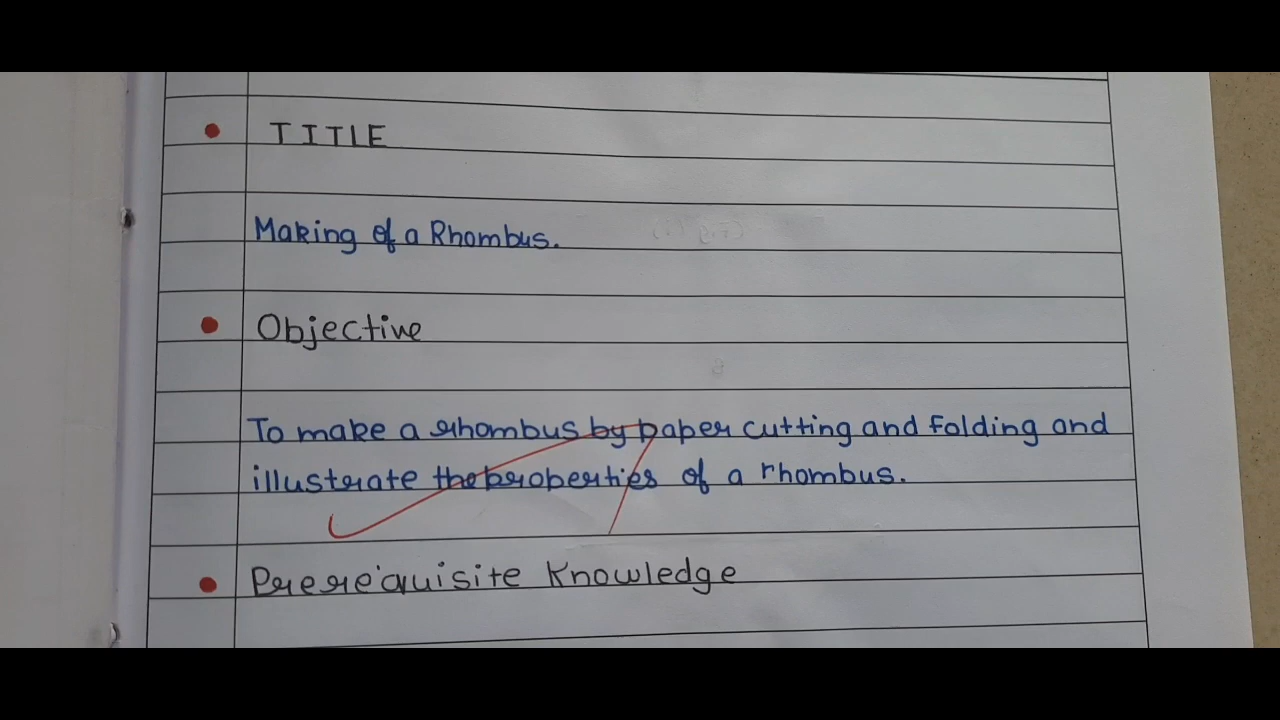 TITLE
Making of a Rhombus.
Objective
To make a rhombus by paper cutting and folding and
illustrate the properties of a rhombus.
Prerequisite Knowledge